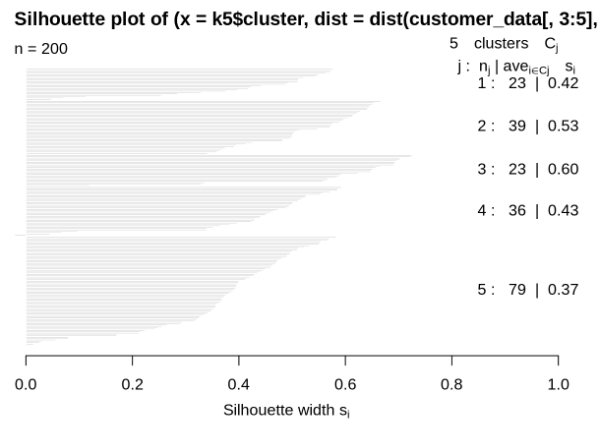 Silhouette plot of (x = k5$cluster, dist = dist(customer_data[, 3:5],
n = 200
5 clusters Cj
j : nj | avei∈Cj si
1 : 23 | 0.42
2 : 39 | 0.53
3 : 23 | 0.60
4 : 36 | 0.43
5 : 79 | 0.37
0.0 0.2 0.4 0.6 0.8 1.0
Silhouette width si